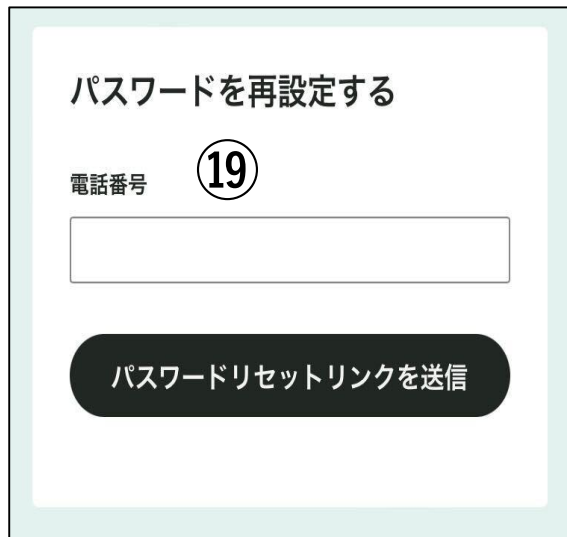 パスワードを再設定する
電話番号 ⑲
パスワードリセットリンクを送信